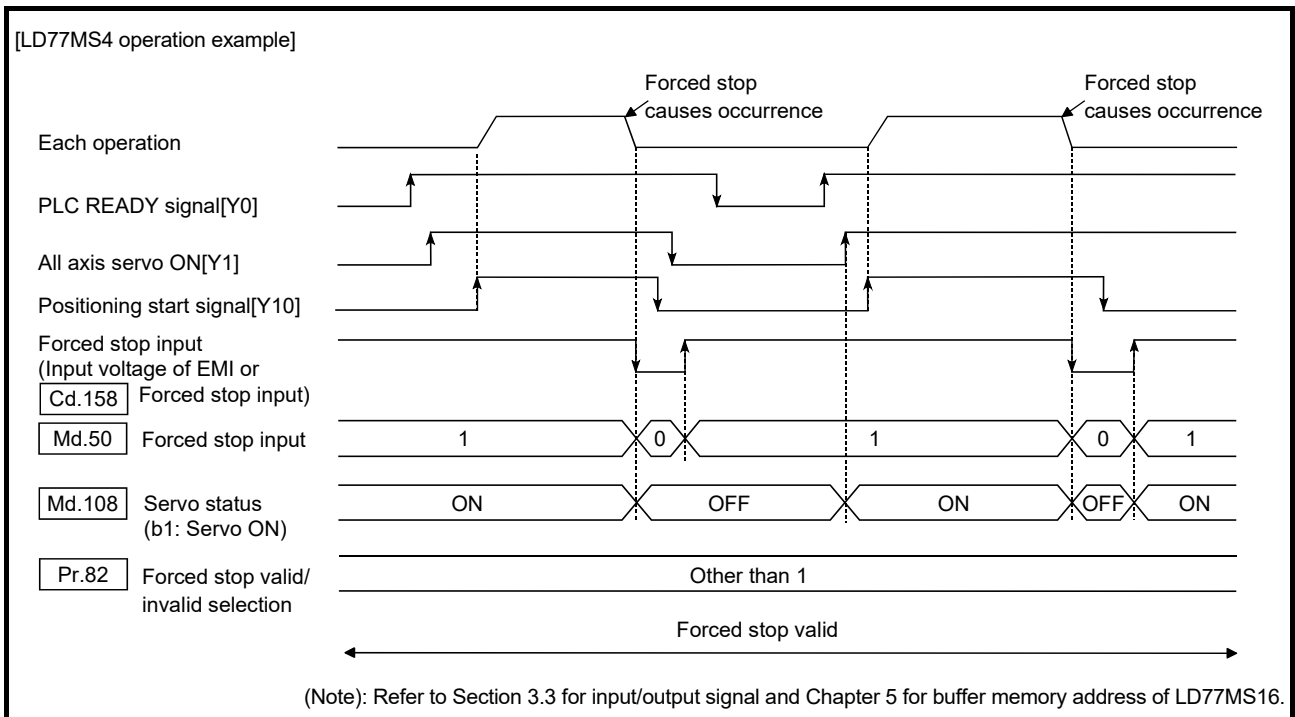 [LD77MS4 operation example]
Forced stop
causes occurrence
Forced stop
causes occurrence
Each operation
PLC READY signal[Y0]
All axis servo ON[Y1]
Positioning start signal[Y10]
Forced stop input
(Input voltage of EMI or
Cd.158 Forced stop input)
Md.50 Forced stop input 1 0 1 0 1
Md.108 Servo status ON OFF ON OFF ON
(b1: Servo ON)
Pr.82 Forced stop valid/ Other than 1
invalid selection
Forced stop valid
(Note): Refer to Section 3.3 for input/output signal and Chapter 5 for buffer memory address of LD77MS16.